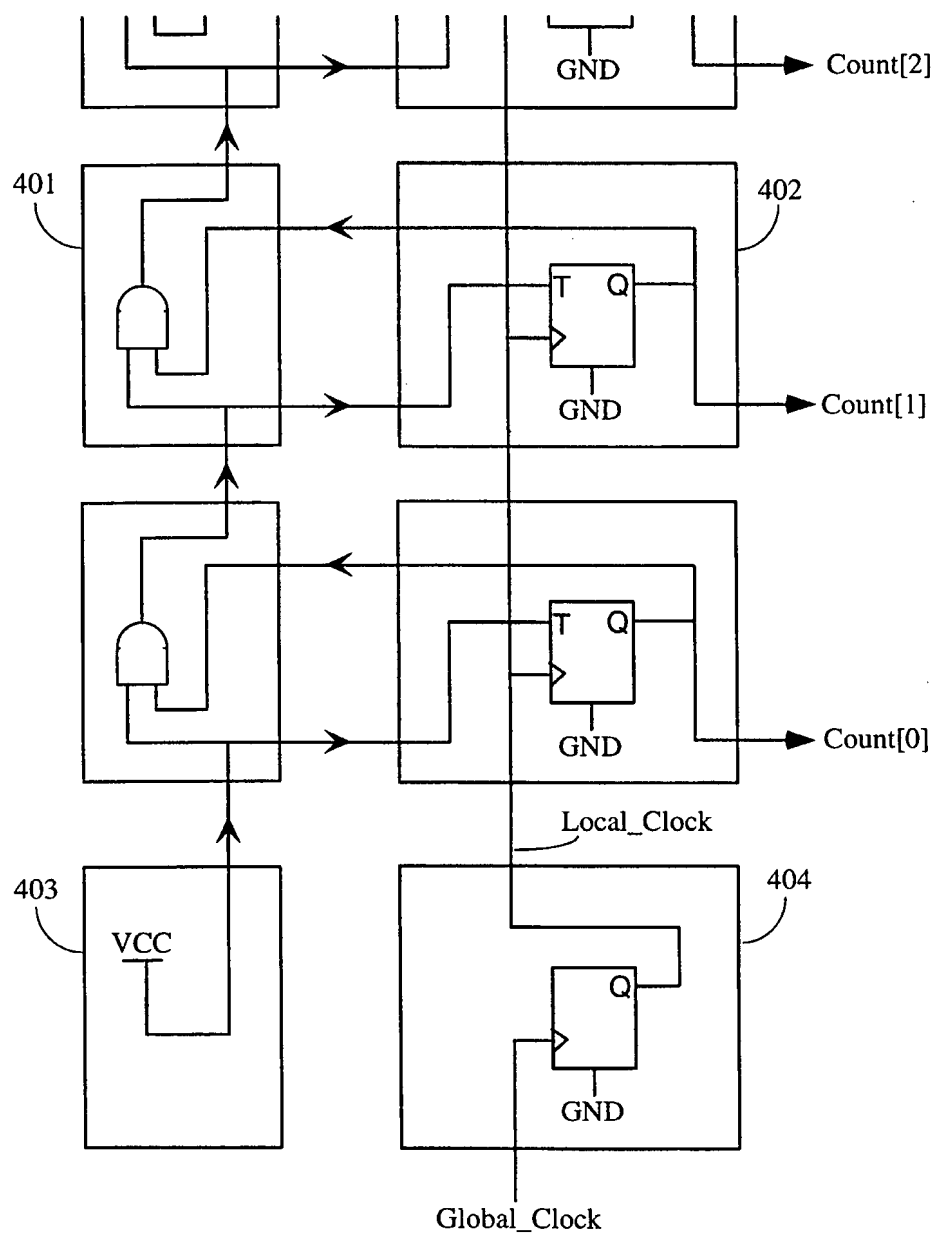 GND
Count[2]
401
402
T Q
GND
Count[1]
T Q
GND
Count[0]
Local_Clock
403
404
VCC
Q
GND
Global_Clock